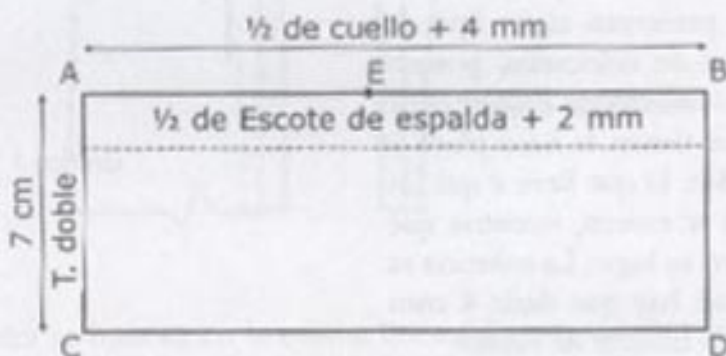 ½ de cuello + 4 mm
A E B
½ de Escote de espalda + 2 mm
7 cm
T. doble
C D